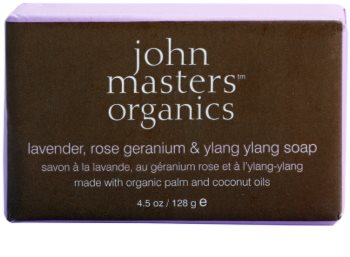 john
masters™
organics
lavender, rose geranium & ylang ylang soap
savon à la lavande, au géranium rose et à l'ylang-ylang
made with organic palm and coconut oils
4.5 oz / 128 g ℮